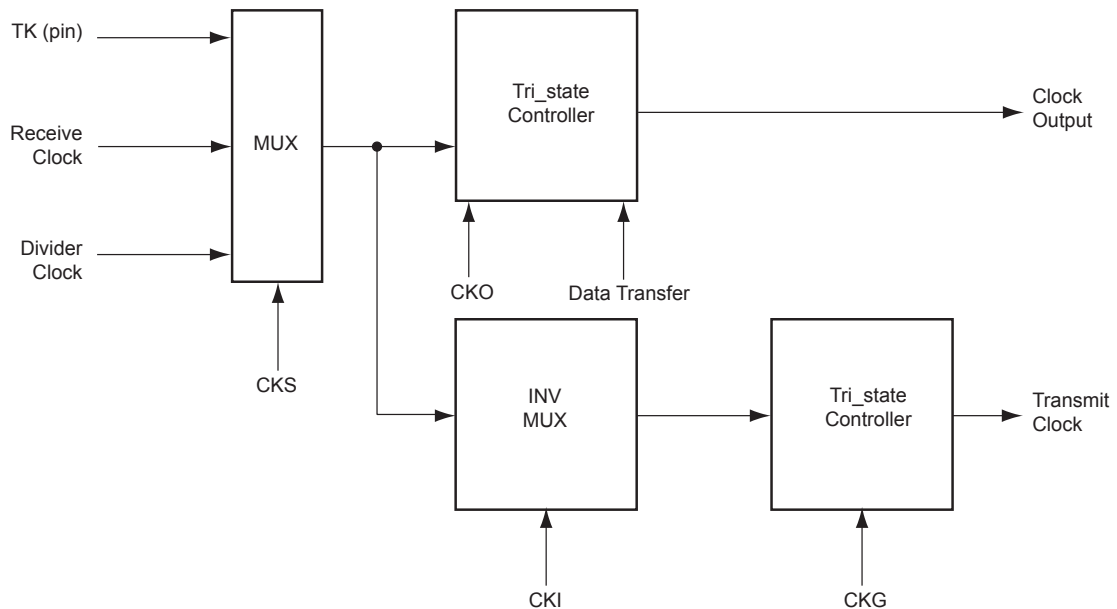 TK (pin)
Receive
Clock
Divider
Clock
MUX
CKS
Tri_state
Controller
CKO
Data Transfer
Clock
Output
INV
MUX
CKI
Tri_state
Controller
CKG
Transmit
Clock